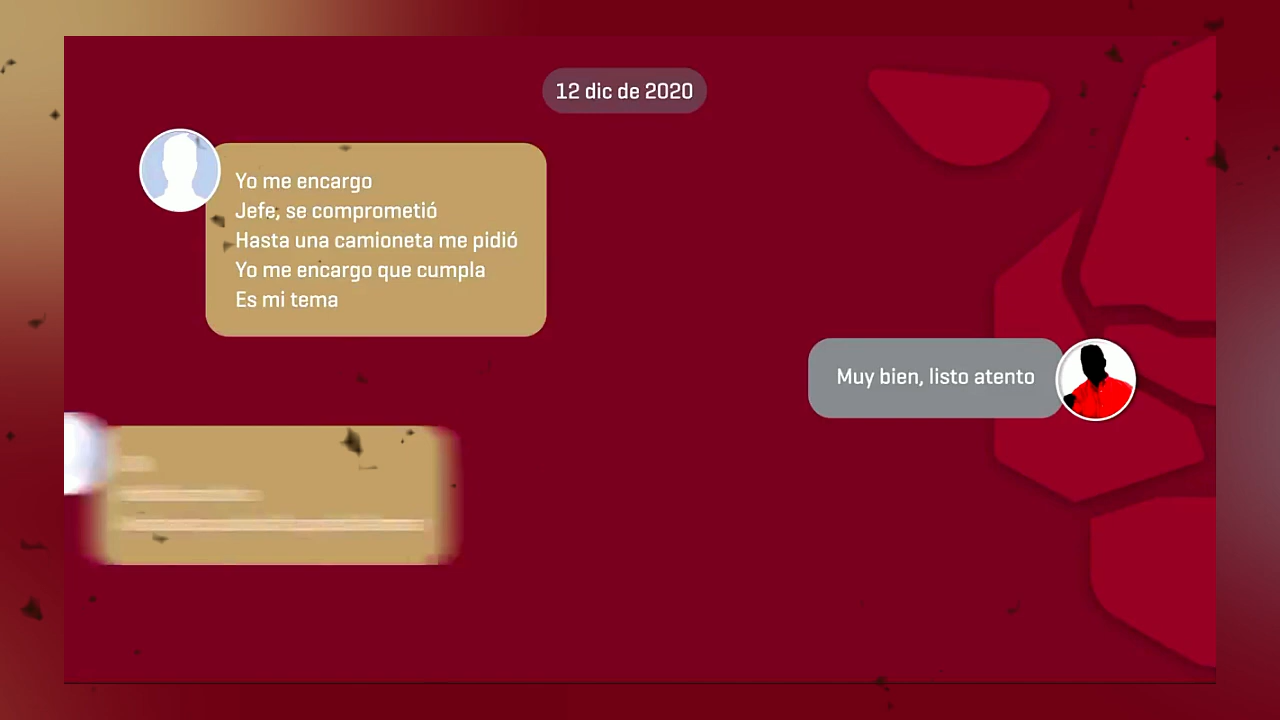 12 dic de 2020
Yo me encargo
Jefe, se comprometió
Hasta una camioneta me pidió
Yo me encargo que cumpla
Es mi tema
Muy bien, listo atento